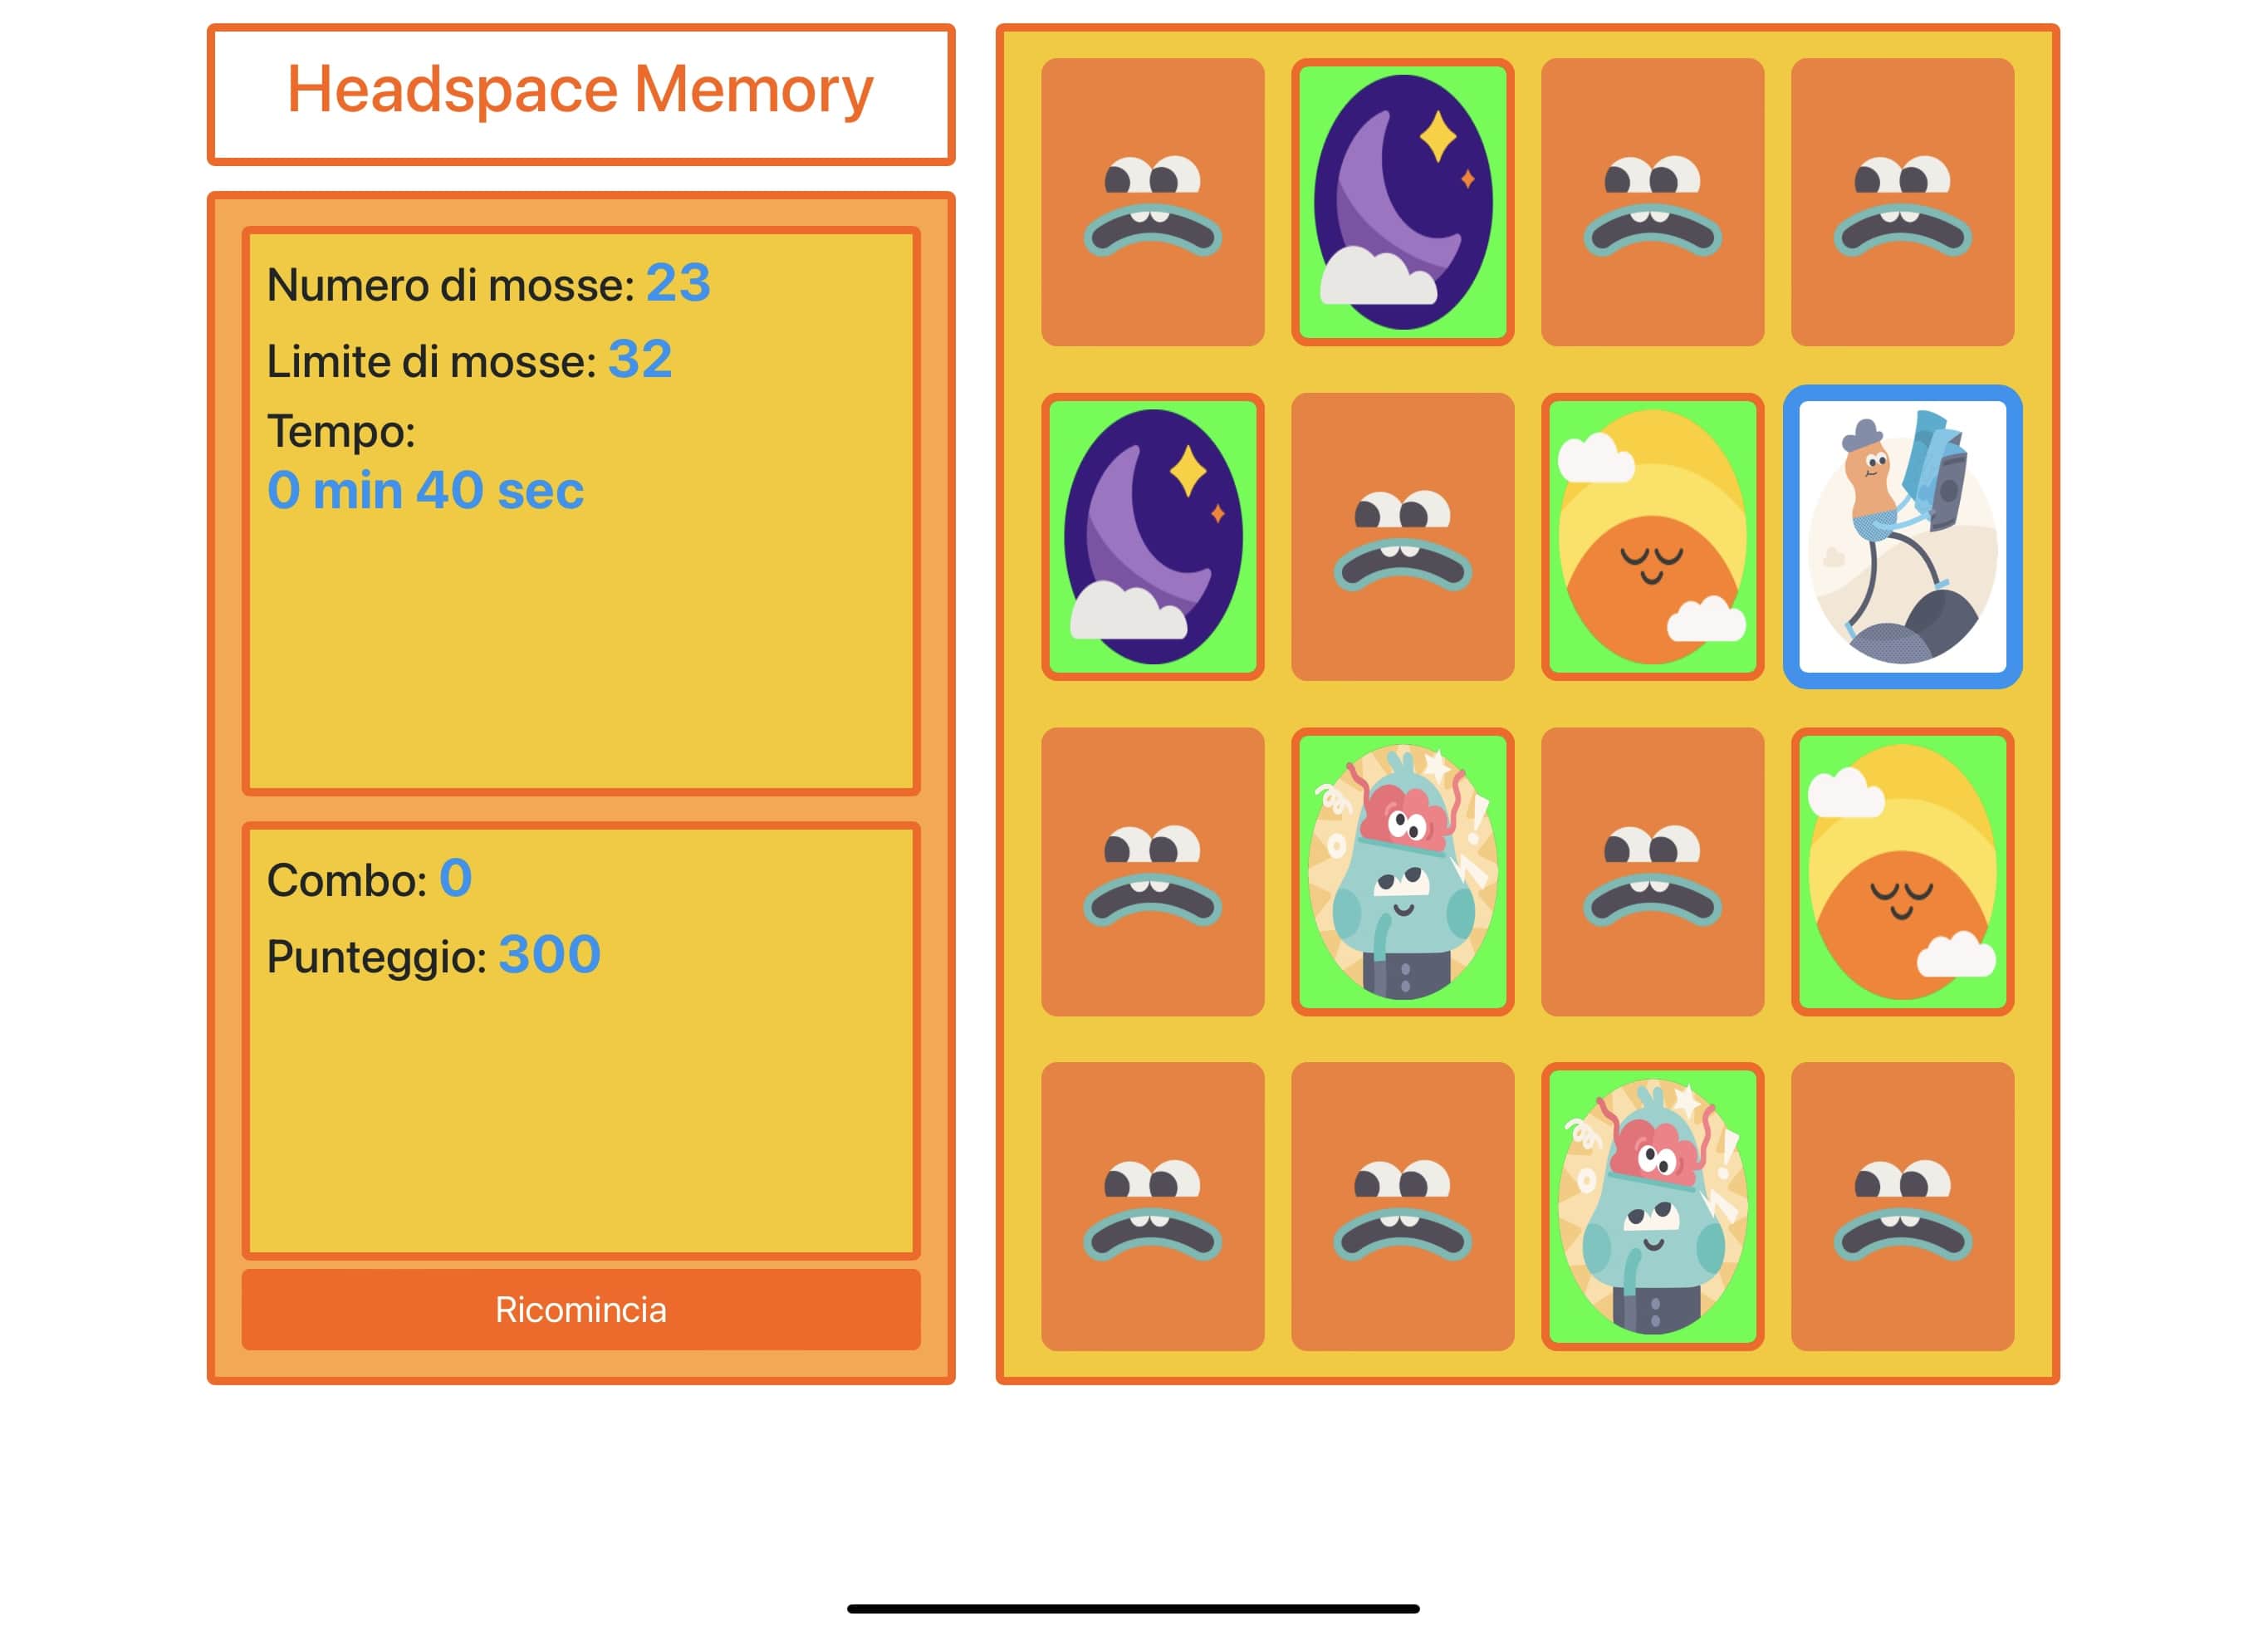 Headspace Memory
Numero di mosse: 23
Limite di mosse: 32
Tempo:
0 min 40 sec
Combo: 0
Punteggio: 300
Ricomincia